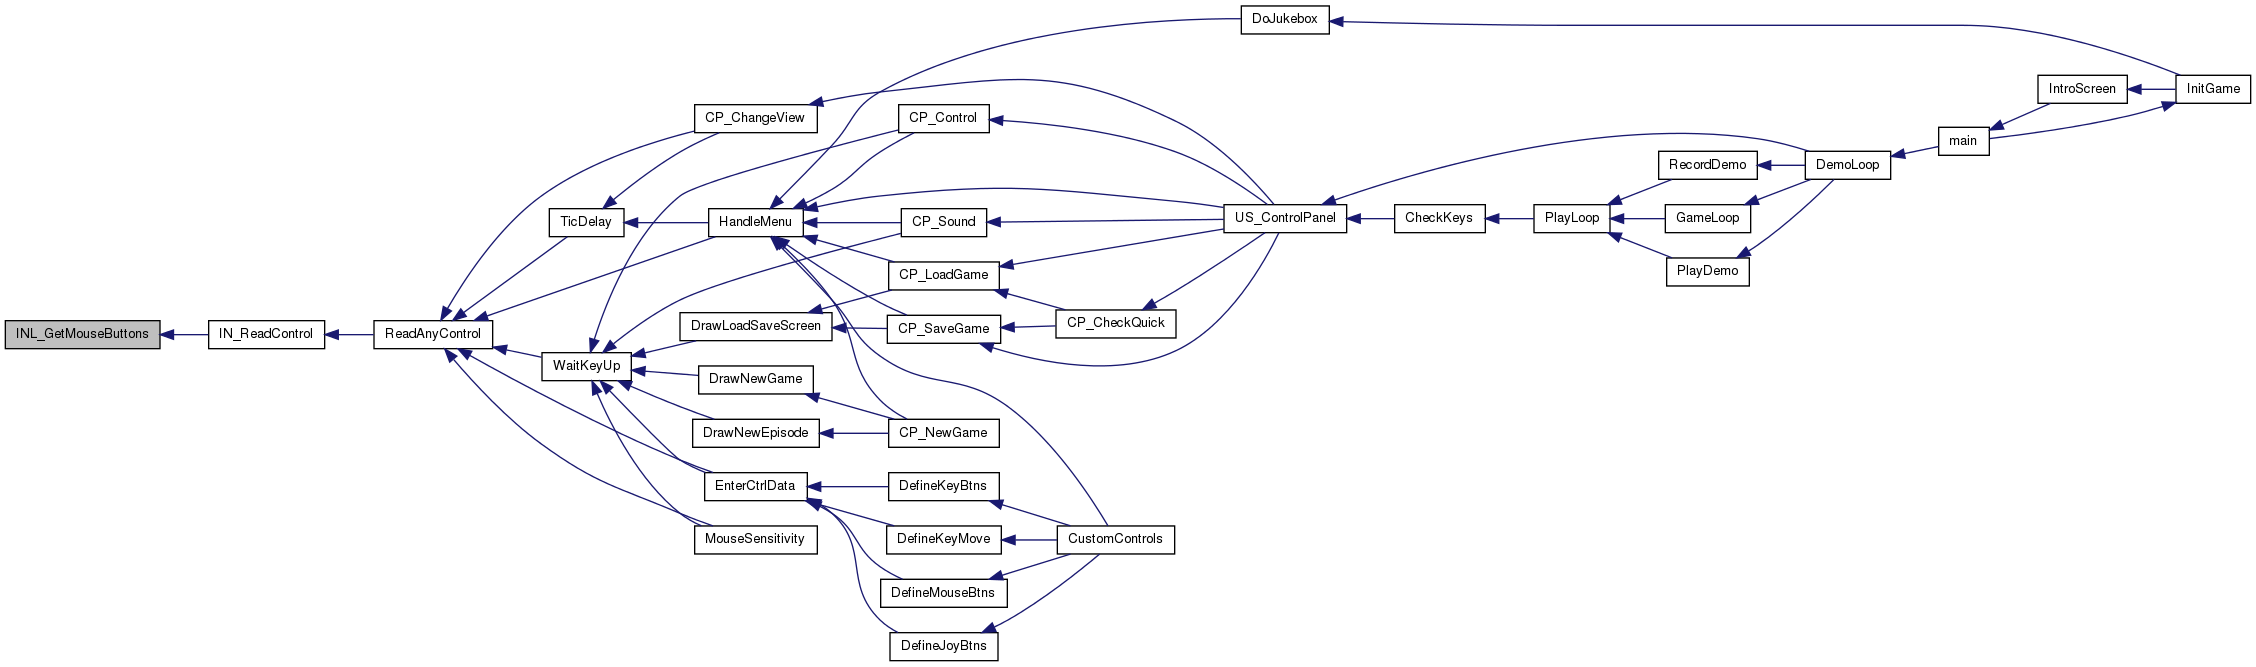 INL_GetMouseButtons
IN_ReadControl
ReadAnyControl
CP_ChangeView
TicDelay
HandleMenu
WaitKeyUp
DrawLoadSaveScreen
DrawNewGame
DrawNewEpisode
EnterCtrlData
MouseSensitivity
CP_Control
CP_Sound
CP_LoadGame
CP_SaveGame
CP_NewGame
DefineKeyBtns
DefineKeyMove
DefineMouseBtns
DefineJoyBtns
CP_CheckQuick
CustomControls
DoJukebox
US_ControlPanel
CheckKeys
PlayLoop
RecordDemo
GameLoop
PlayDemo
DemoLoop
main
IntroScreen
InitGame